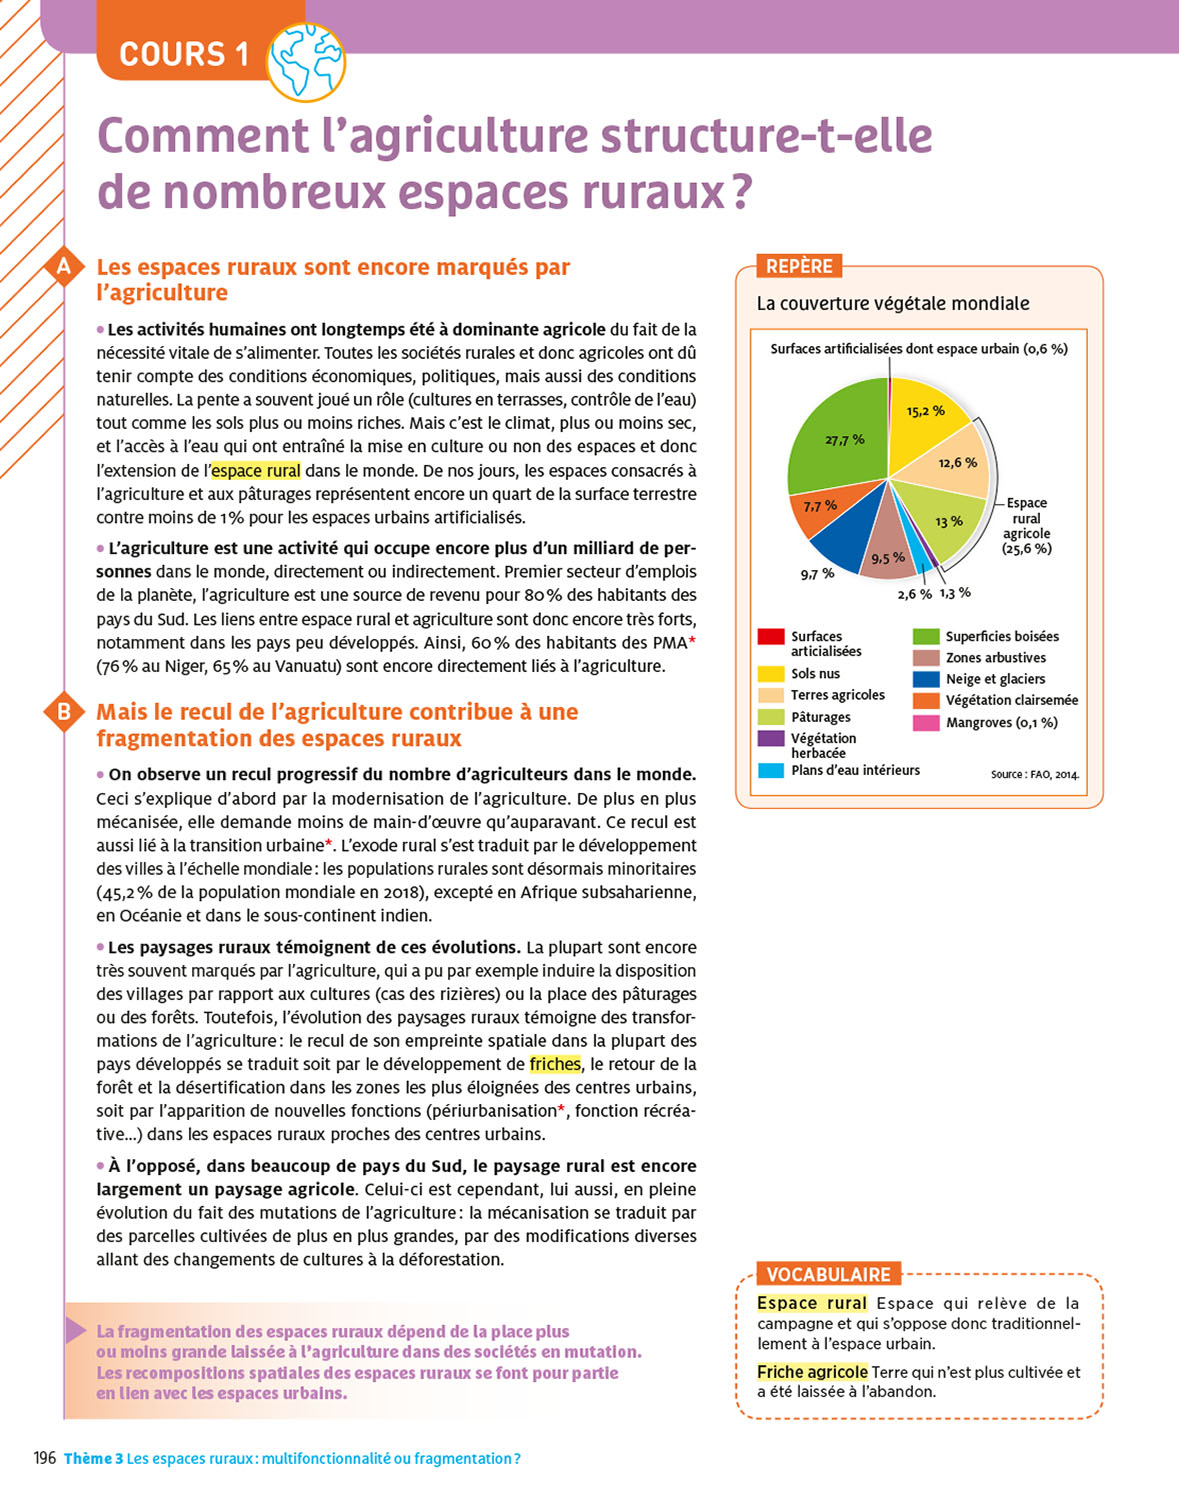 COURS 1
Comment l'agriculture structure-t-elle
de nombreux espaces ruraux ?
A
Les espaces ruraux sont encore marqués par
l'agriculture
• Les activités humaines ont longtemps été à dominante agricole du fait de la
nécessité vitale de s'alimenter. Toutes les sociétés rurales et donc agricoles ont dû
tenir compte des conditions économiques, politiques, mais aussi des conditions
naturelles. La pente a souvent joué un rôle (cultures en terrasses, contrôle de l'eau)
tout comme les sols plus ou moins riches. Mais c'est le climat, plus ou moins sec,
et l'accès à l'eau qui ont entraîné la mise en culture ou non des espaces et donc
l'extension de l'espace rural dans le monde. De nos jours, les espaces consacrés à
l'agriculture et aux pâturages représentent encore un quart de la surface terrestre
contre moins de 1 % pour les espaces urbains artificialisés.
• L'agriculture est une activité qui occupe encore plus d'un milliard de per-
sonnes dans le monde, directement ou indirectement. Premier secteur d'emplois
de la planète, l'agriculture est une source de revenu pour 80 % des habitants des
pays du Sud. Les liens entre espace rural et agriculture sont donc encore très forts,
notamment dans les pays peu développés. Ainsi, 60 % des habitants des PMA*
(76 % au Niger, 65 % au Vanuatu) sont encore directement liés à l'agriculture.
B
Mais le recul de l'agriculture contribue à une
fragmentation des espaces ruraux
• On observe un recul progressif du nombre d'agriculteurs dans le monde.
Ceci s'explique d'abord par la modernisation de l'agriculture. De plus en plus
mécanisée, elle demande moins de main-d'œuvre qu'auparavant. Ce recul est
aussi lié à la transition urbaine*. L'exode rural s'est traduit par le développement
des villes à l'échelle mondiale : les populations rurales sont désormais minoritaires
(45,2 % de la population mondiale en 2018), excepté en Afrique subsaharienne,
en Océanie et dans le sous-continent indien.
• Les paysages ruraux témoignent de ces évolutions. La plupart sont encore
très souvent marqués par l'agriculture, qui a pu par exemple induire la disposition
des villages par rapport aux cultures (cas des rizières) ou la place des pâturages
ou des forêts. Toutefois, l'évolution des paysages ruraux témoigne des transfor-
mations de l'agriculture : le recul de son empreinte spatiale dans la plupart des
pays développés se traduit soit par le développement de friches, le retour de la
forêt et la désertification dans les zones les plus éloignées des centres urbains,
soit par l'apparition de nouvelles fonctions (périurbanisation*, fonction récréa-
tive...) dans les espaces ruraux proches des centres urbains.
• À l'opposé, dans beaucoup de pays du Sud, le paysage rural est encore
largement un paysage agricole. Celui-ci est cependant, lui aussi, en pleine
évolution du fait des mutations de l'agriculture : la mécanisation se traduit par
des parcelles cultivées de plus en plus grandes, par des modifications diverses
allant des changements de cultures à la déforestation.
La fragmentation des espaces ruraux dépend de la place plus
ou moins grande laissée à l'agriculture dans des sociétés en mutation.
Les recompositions spatiales des espaces ruraux se font pour partie
en lien avec les espaces urbains.
REPÈRE
La couverture végétale mondiale
Surfaces artificialisées dont espace urbain (0,6 %)
15,2 %
27,7 %
12,6 %
7,7 %
13 %
Espace
rural
agricole
(25,6 %)
9,5 %
9,7 %
2,6 %
1,3 %
Surfaces
articialisées
Sols nus
Terres agricoles
Pâturages
Végétation
herbacée
Plans d'eau intérieurs
Superficies boisées
Zones arbustives
Neige et glaciers
Végétation clairsemée
Mangroves (0,1 %)
Source : FAO, 2014.
VOCABULAIRE
Espace rural Espace qui relève de la
campagne et qui s'oppose donc traditionnel-
lement à l'espace urbain.
Friche agricole Terre qui n'est plus cultivée et
a été laissée à l'abandon.
196 Thème 3 Les espaces ruraux : multifonctionnalité ou fragmentation ?